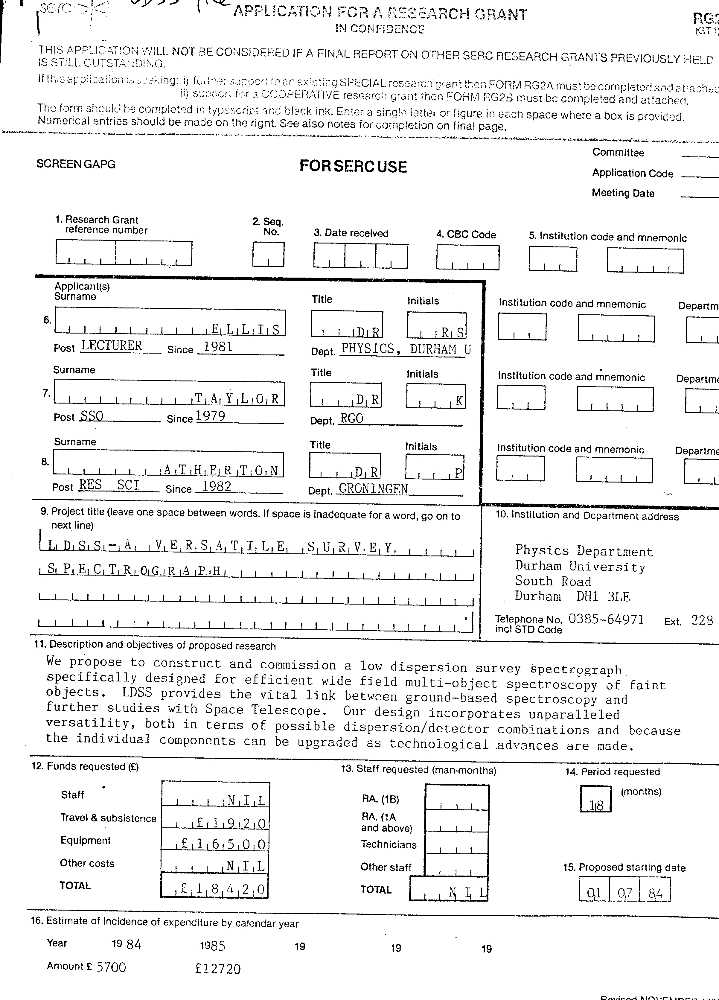 serc
LDSS file
APPLICATION FOR A RESEARCH GRANT
IN CONFIDENCE
RG2
(GT1)
THIS APPLICATION WILL NOT BE CONSIDERED IF A FINAL REPORT ON OTHER SERC RESEARCH GRANTS PREVIOUSLY HELD
IS STILL OUTSTANDING.
If this application is seeking: i) further support to an existing SPECIAL research grant then FORM RG2A must be completed and attached
ii) support for a COOPERATIVE research grant then FORM RG2B must be completed and attached.
The form should be completed in typescript and black ink. Enter a single letter or figure in each space where a box is provided.
Numerical entries should be made on the right. See also notes for completion on final page.
Committee
SCREEN GAPG
FOR SERC USE
Application Code
Meeting Date
1. Research Grant
reference number
2. Seq.
No.
3. Date received
4. CBC Code
5. Institution code and mnemonic
Applicant(s)
Surname
Title
Initials
Institution code and mnemonic
Departm
6. ELLIS DR RS
Post LECTURER Since 1981 Dept. PHYSICS, DURHAM U
Surname Title Initials Institution code and mnemonic Departme
7. TAYLOR DR K
Post SSO Since 1979 Dept. RGO
Surname Title Initials Institution code and mnemonic Departme
8. ATHERTON DR P
Post RES SCI Since 1982 Dept. GRONINGEN
9. Project title (leave one space between words. If space is inadequate for a word, go on to
next line)
LDSS-A VERSATILE SURVEY
SPECTROGRAPH
10. Institution and Department address
Physics Department
Durham University
South Road
Durham DH1 3LE
Telephone No. 0385-64971 Ext. 228
incl STD Code
11. Description and objectives of proposed research
We propose to construct and commission a low dispersion survey spectrograph
specifically designed for efficient wide field multi-object spectroscopy of faint
objects. LDSS provides the vital link between ground-based spectroscopy and
further studies with Space Telescope. Our design incorporates unparalleled
versatility, both in terms of possible dispersion/detector combinations and because
the individual components can be upgraded as technological advances are made.
12. Funds requested (£)
Staff NIL
Travel & subsistence £1920
Equipment £16500
Other costs NIL
TOTAL £18420
13. Staff requested (man-months)
RA. (1B)
RA. (1A
and above)
Technicians
Other staff
TOTAL NIL
14. Period requested
18 (months)
15. Proposed starting date
01 07 84
16. Estimate of incidence of expenditure by calendar year
Year 19 84 1985 19 19 19
Amount £ 5700 £12720
Revised NOVEMBER